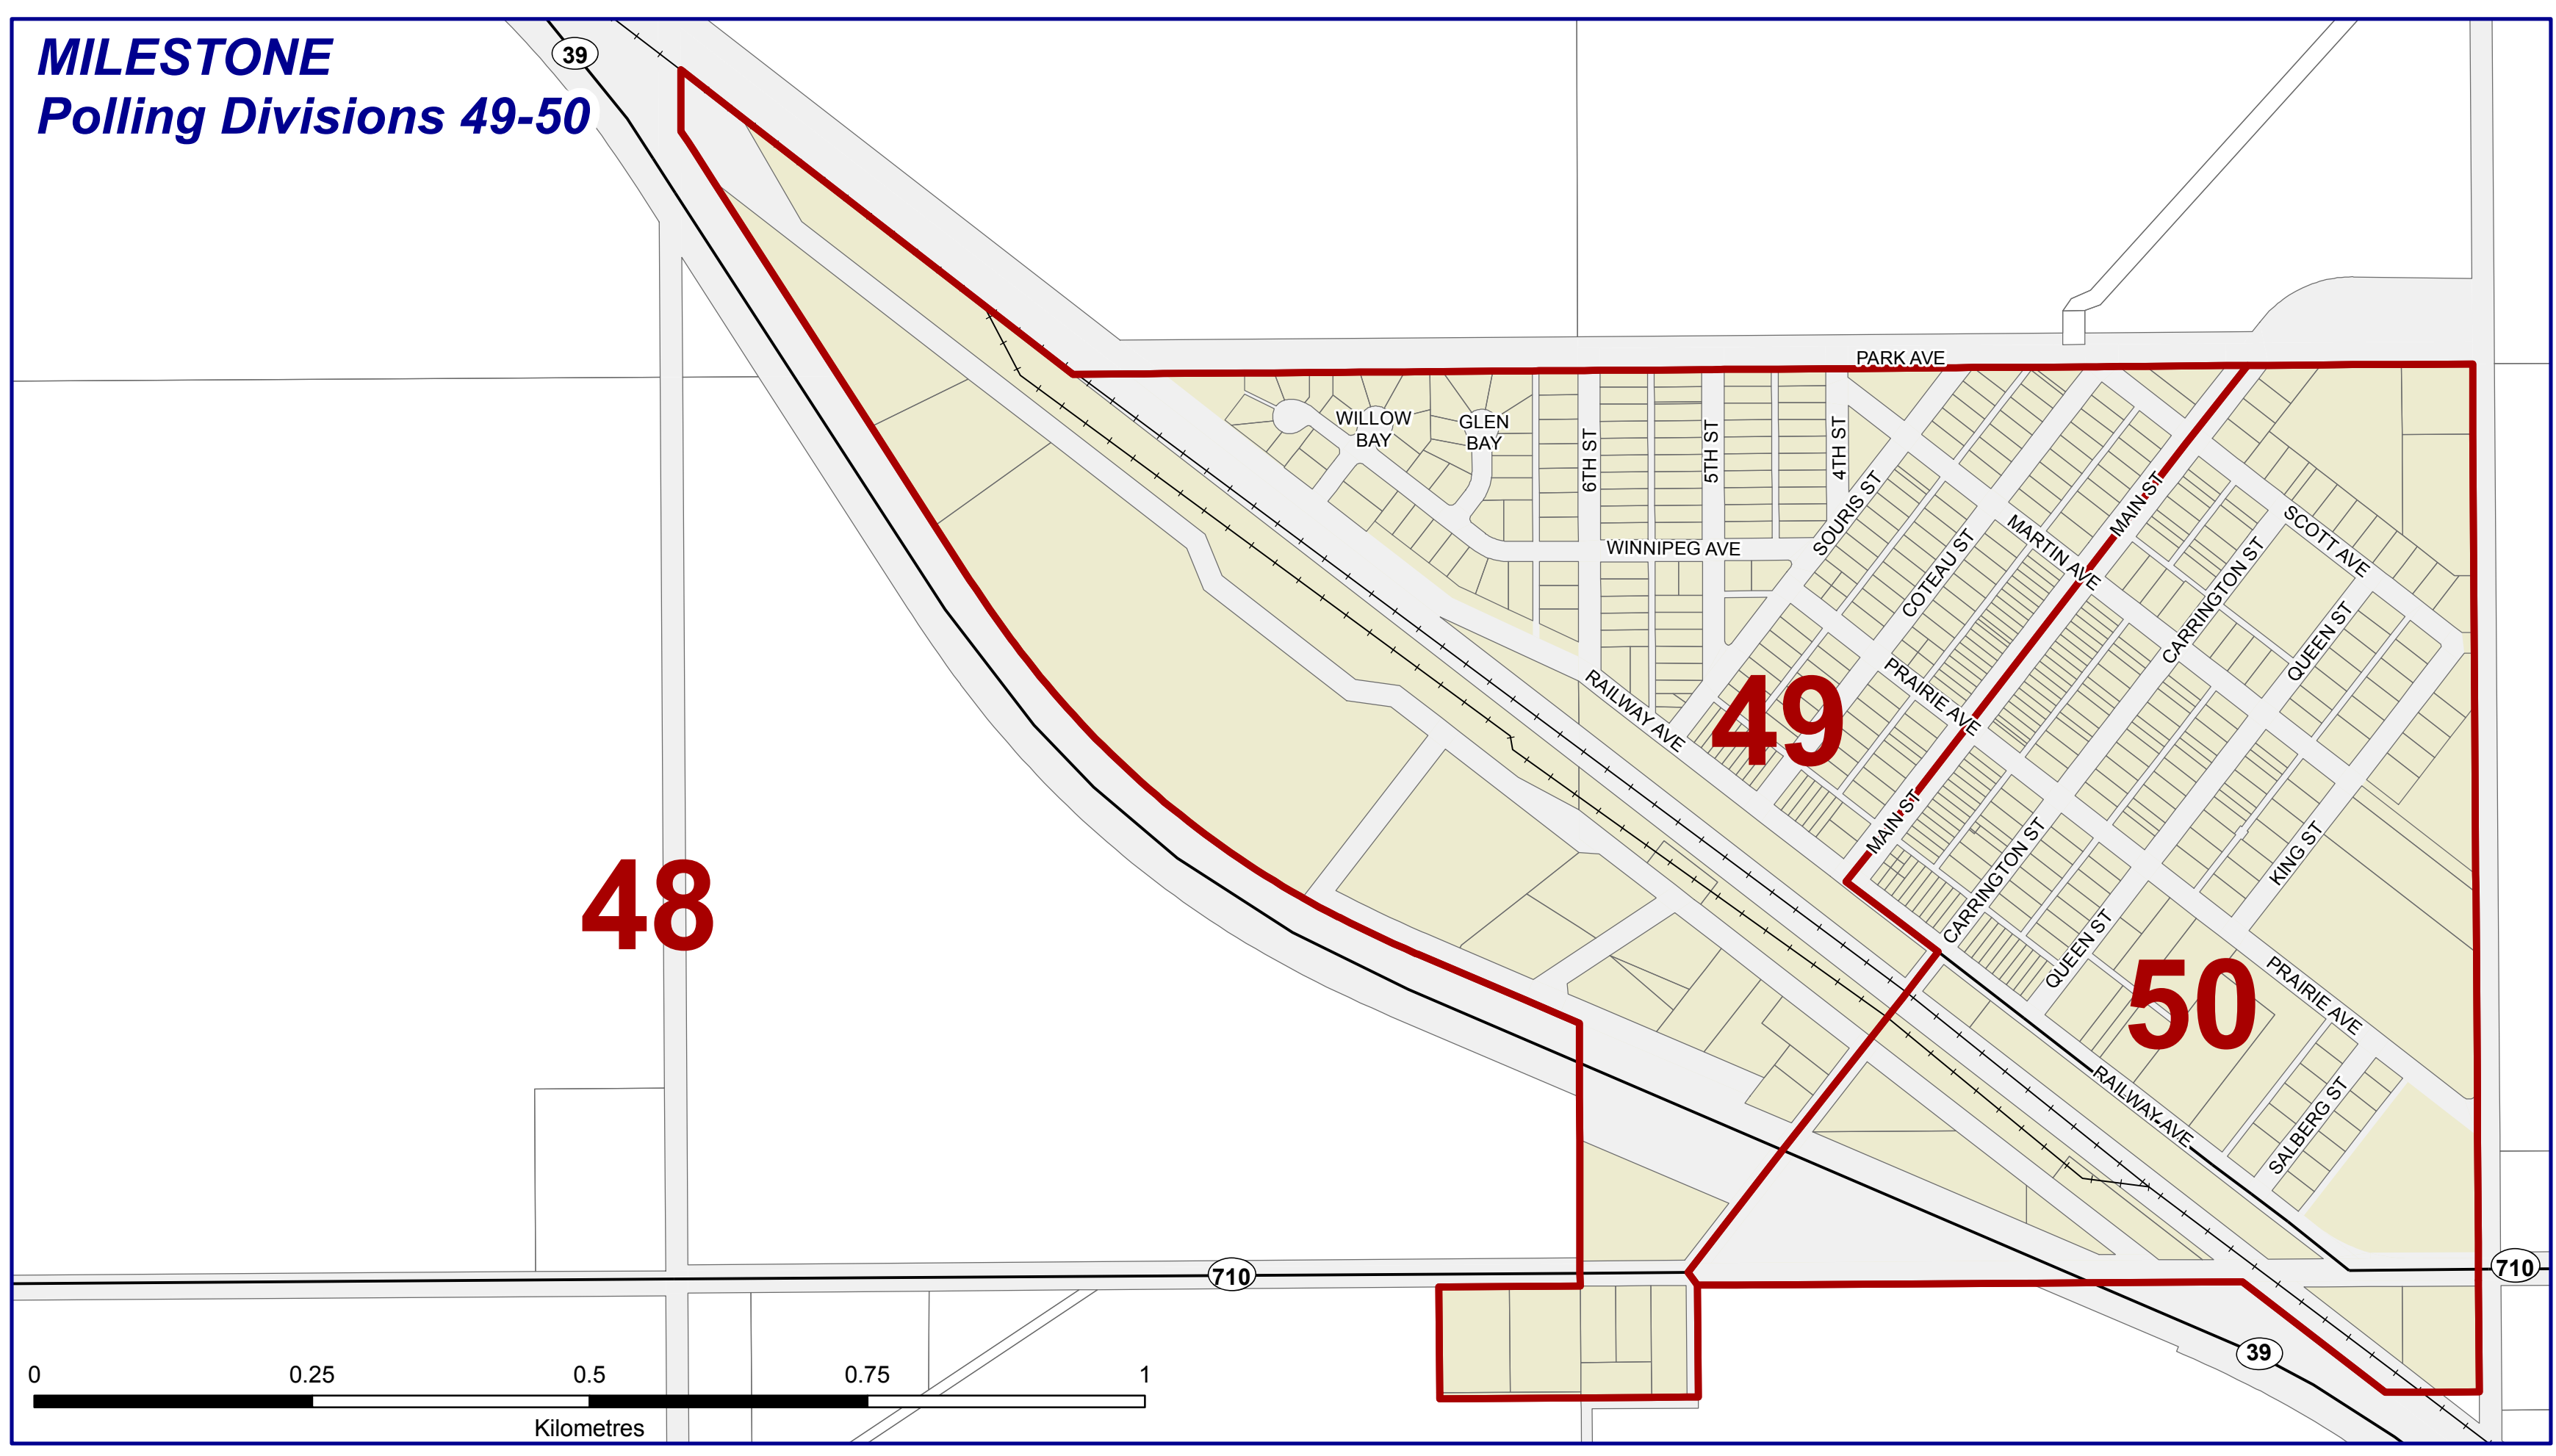 MILESTONE
Polling Divisions 49-50
39
PARK AVE
WILLOW
BAY
GLEN
BAY
6TH ST
5TH ST
4TH ST
SOURIS ST
WINNIPEG AVE
COTEAU ST
MARTIN AVE
MAIN ST
SCOTT AVE
CARRINGTON ST
QUEEN ST
RAILWAY AVE
49
PRAIRIE AVE
MAIN ST
48
CARRINGTON ST
KING ST
QUEEN ST
50
PRAIRIE AVE
RAILWAY AVE
SALBERG ST
710
710
39
0 0.25 0.5 0.75 1
Kilometres